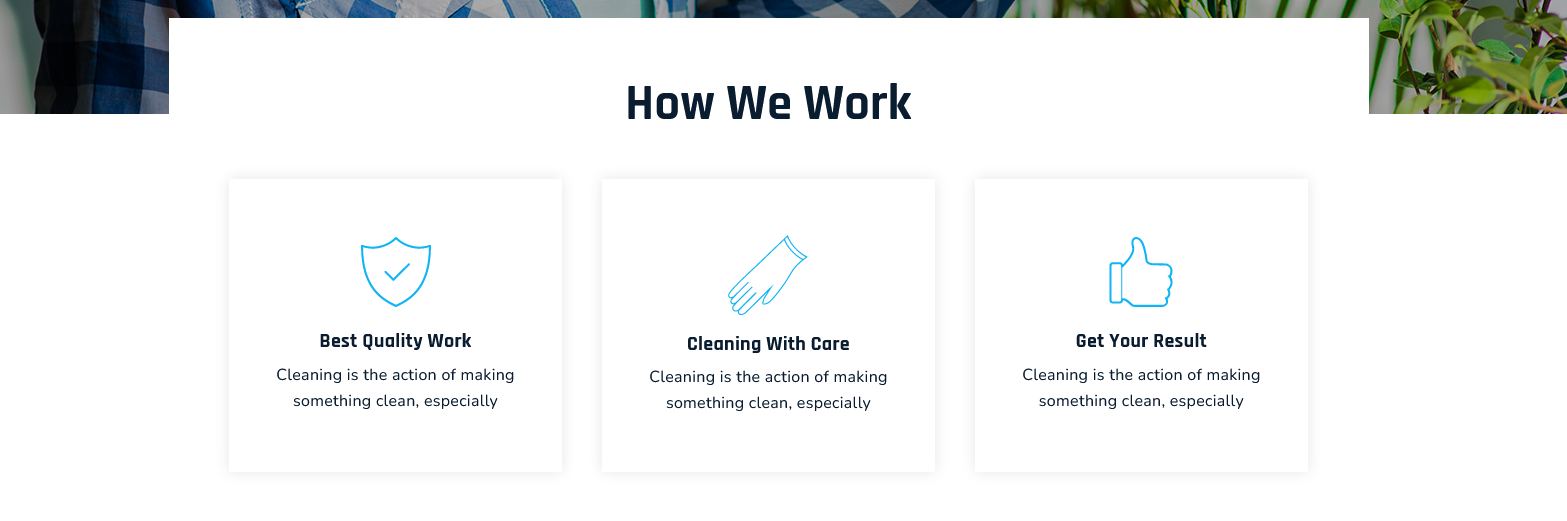 How We Work
Best Quality Work
Cleaning is the action of making
something clean, especially
Cleaning With Care
Cleaning is the action of making
something clean, especially
Get Your Result
Cleaning is the action of making
something clean, especially